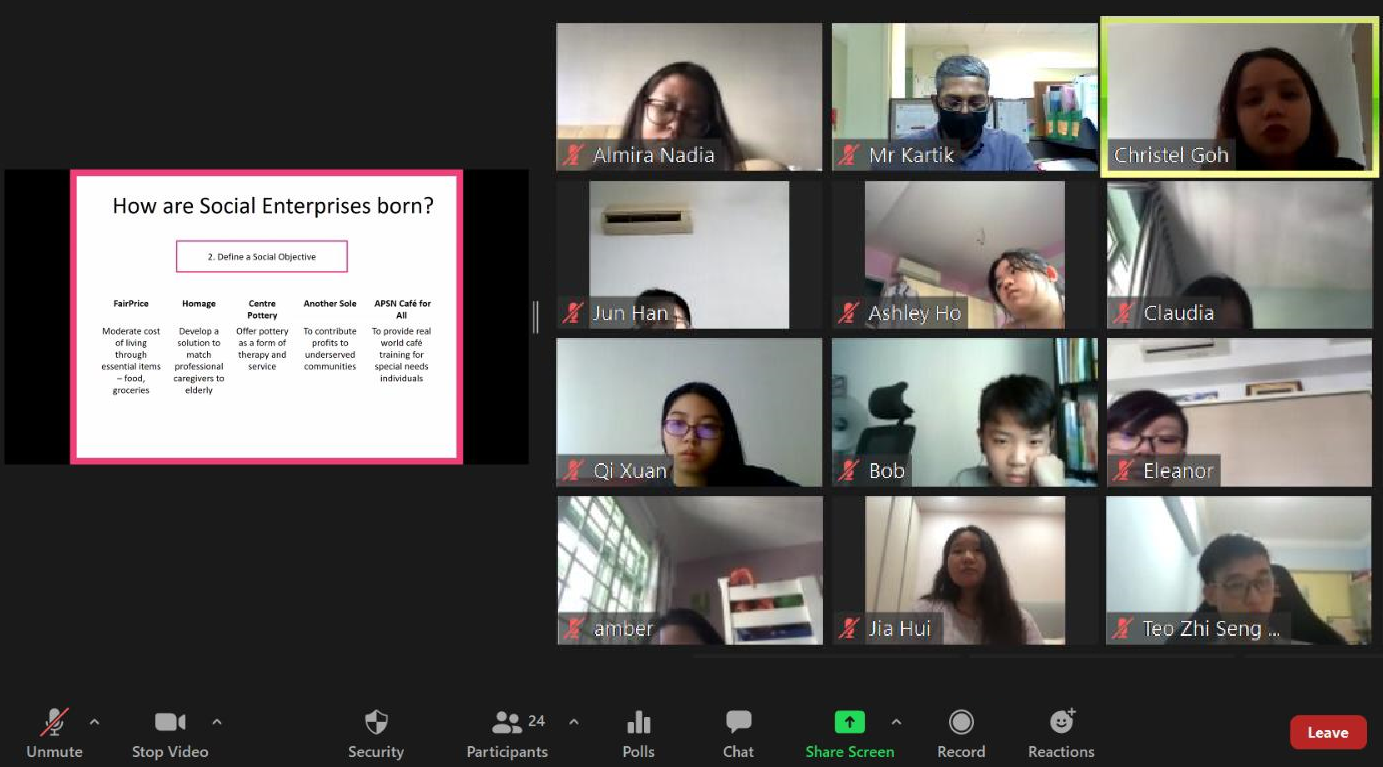 How are Social Enterprises born?
2. Define a Social Objective
FairPrice
Moderate cost
of living
through
essential items
– food,
groceries
Homage
Develop a
solution to
match
professional
caregivers to
elderly
Centre
Pottery
Offer pottery
as a form of
therapy and
service
Another Sole
To contribute
profits to
underserved
communities
APSN Café for
All
To provide real
world café
training for
special needs
individuals
Almira Nadia
Mr Kartik
Christel Goh
Jun Han
Ashley Ho
Claudia
Qi Xuan
Bob
Eleanor
amber
Jia Hui
Teo Zhi Seng ...
Unmute
Stop Video
Security
24
Participants
Polls
Chat
Share Screen
Record
Reactions
Leave